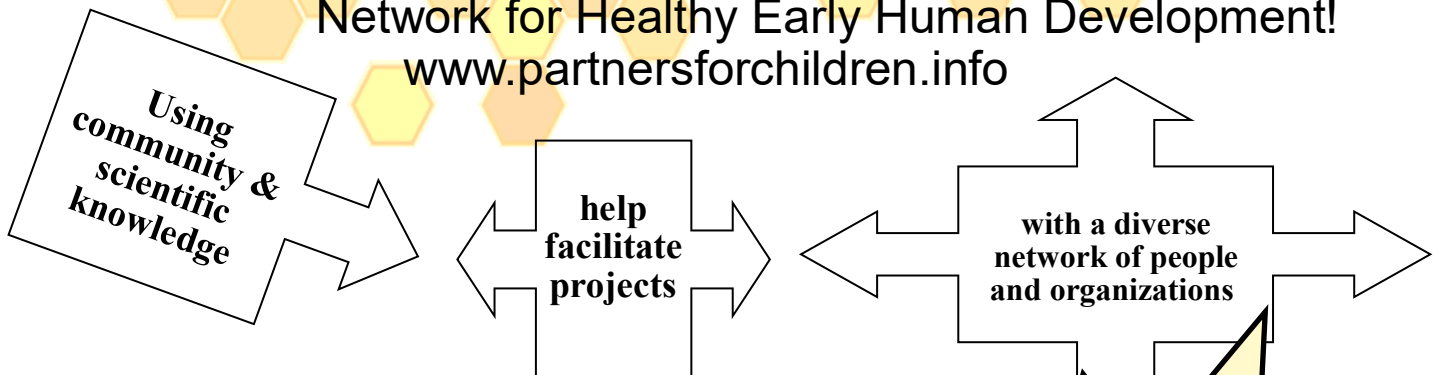 Network for Healthy Early Human Development!
www.partnersforchildren.info
Using
community &
scientific
knowledge
help
facilitate
projects
with a diverse
network of people
and organizations